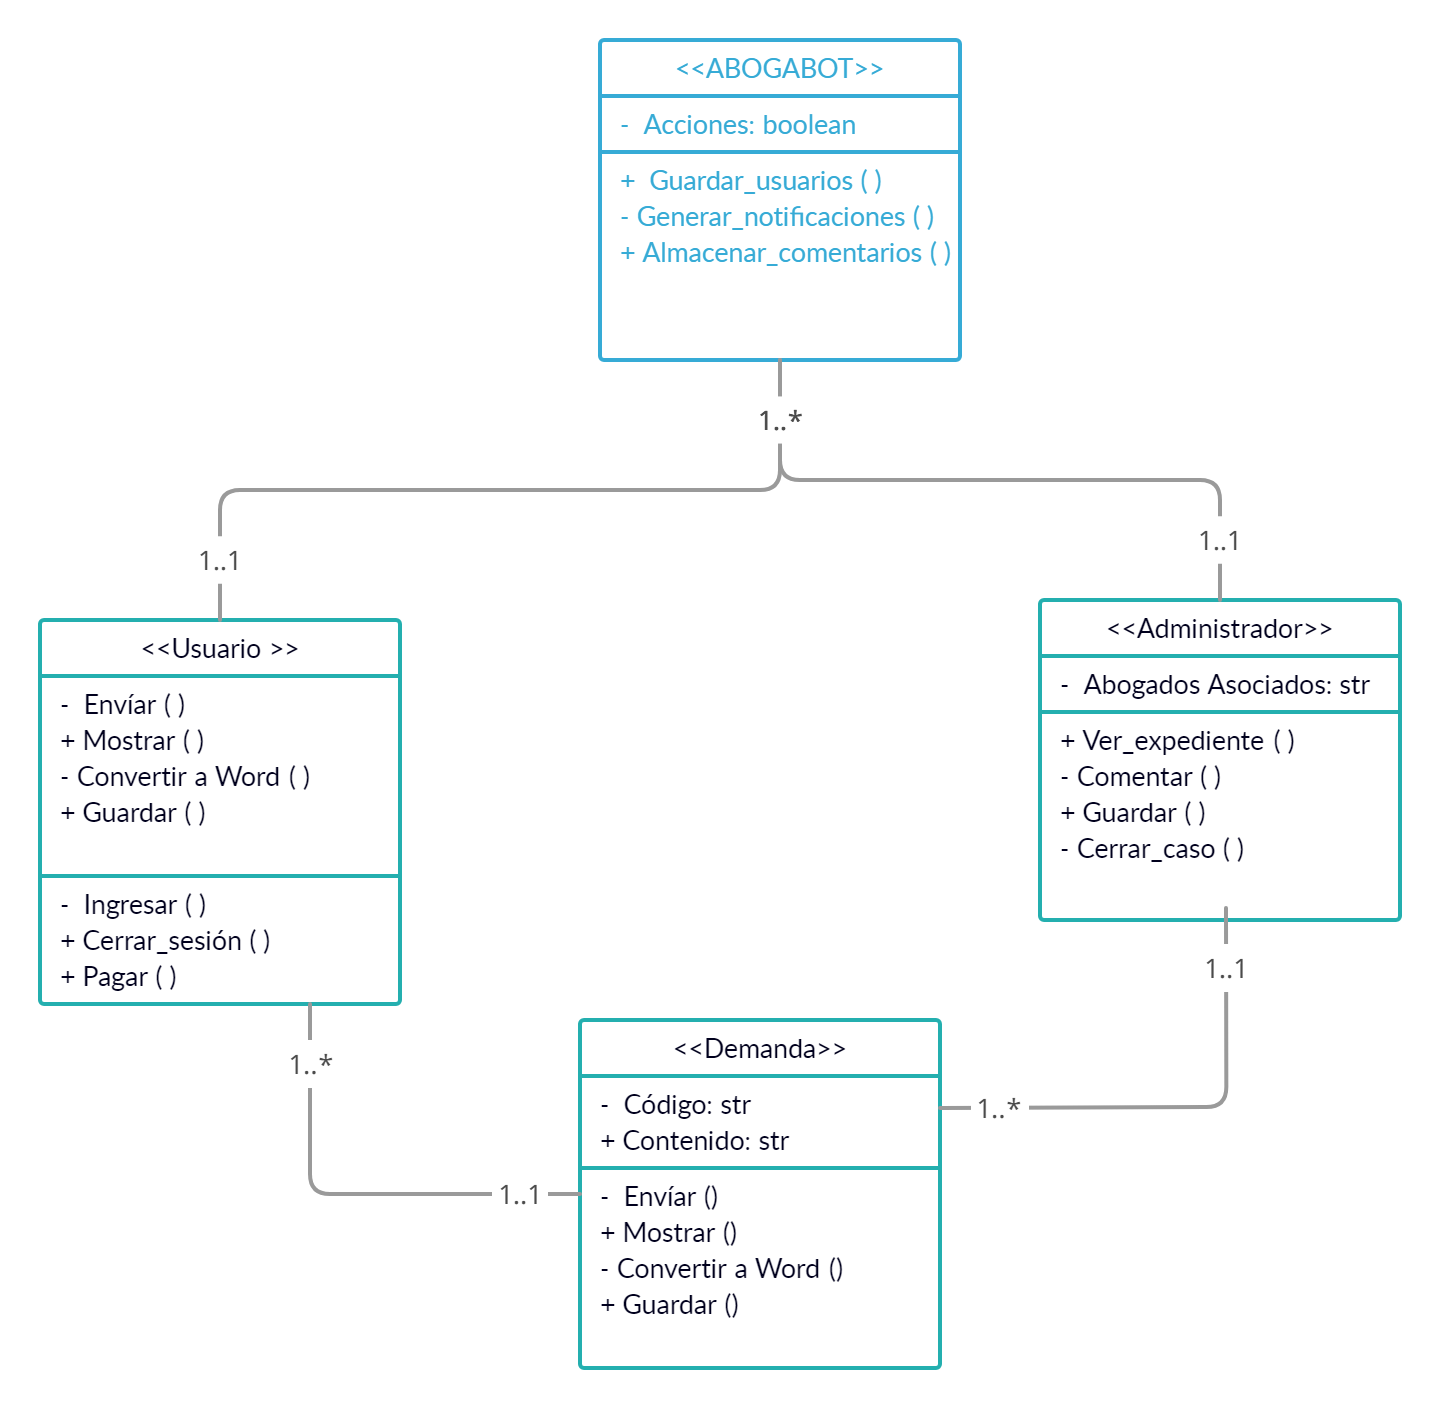 <<ABOGABOT>>
- Acciones: boolean
+ Guardar_usuarios ( )
- Generar_notificaciones ( )
+ Almacenar_comentarios ( )
1..*
1..1
1..1
<<Usuario >>
- Envíar ( )
+ Mostrar ( )
- Convertir a Word ( )
+ Guardar ( )
- Ingresar ( )
+ Cerrar_sesión ( )
+ Pagar ( )
<<Administrador>>
- Abogados Asociados: str
+ Ver_expediente ( )
- Comentar ( )
+ Guardar ( )
- Cerrar_caso ( )
1..1
1..*
1..*
1..1
<<Demanda>>
- Código: str
+ Contenido: str
- Envíar ()
+ Mostrar ()
- Convertir a Word ()
+ Guardar ()